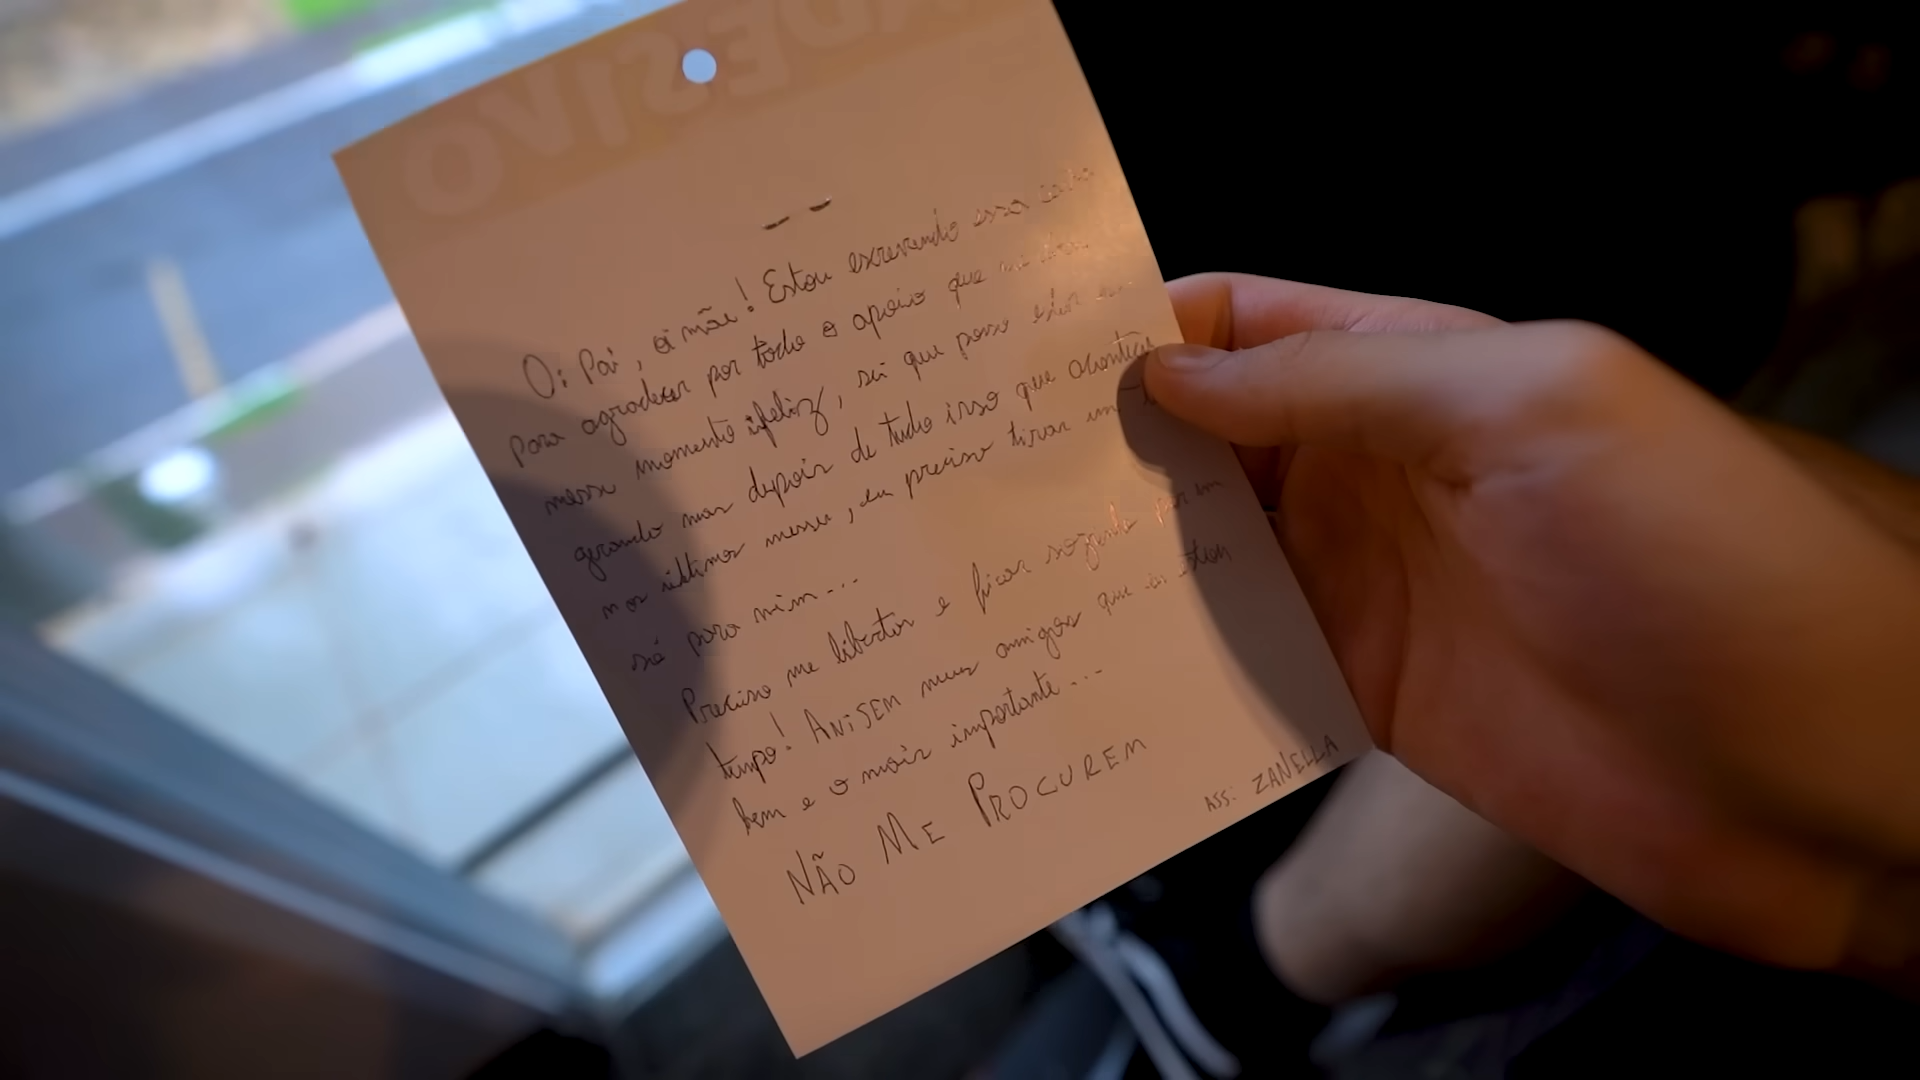 ADESIVO
Oi Pai, oi mãe! Estou escrevendo essa carta
para agradecer por todo o apoio que me
nesse momento infeliz, sei que posso estar
gerando mas depois de tudo isso que aconteceu
nos últimos meses, eu preciso tirar um
só para mim...
Preciso me libertar e ficar sozinho por um
tempo! AViSEM meus amigos que eu estou
bem e o mais importante...
NÃO ME PROCUREM
ASS: ZANELLA